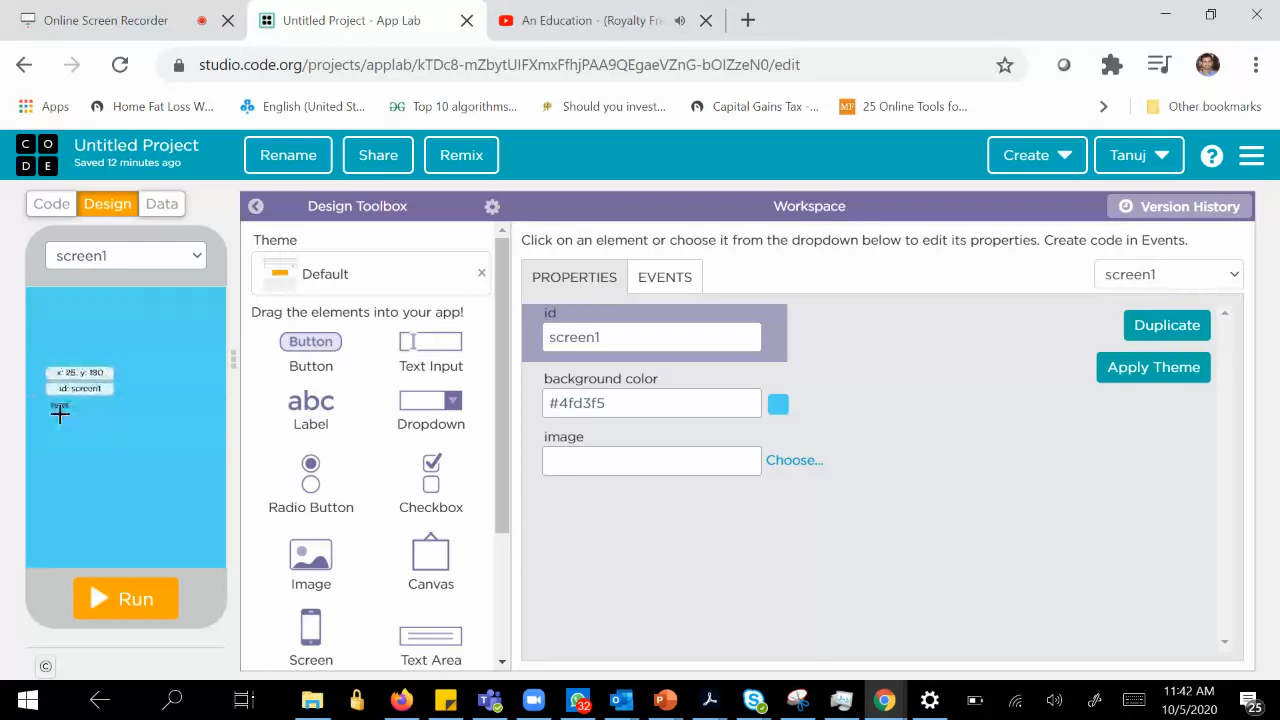 Online Screen Recorder
Untitled Project - App Lab
An Education - (Royalty Fre
studio.code.org/projects/applab/kTDc8-mZbytUIFXmxFfhjPAA9QEgaeVZnG-bOIZzeN0/edit
Apps
Home Fat Loss W...
English (United St...
Top 10 algorithms...
Should you invest...
Capital Gains Tax -...
MF
25 Online Tools fo...
Other bookmarks
C O
D E
Untitled Project
Saved 12 minutes ago
Rename
Share
Remix
Create
Tanuj
?
Code
Design
Data
Design Toolbox
Workspace
Version History
screen1
Theme
Default
Click on an element or choose it from the dropdown below to edit its properties. Create code in Events.
PROPERTIES
EVENTS
screen1
Drag the elements into your app!
Button
Button
Text Input
abc
Label
Dropdown
Radio Button
Checkbox
Image
Canvas
Screen
Text Area
id
screen1
Duplicate
Apply Theme
background color
#4fd3f5
image
Choose...
id: screen1
Run
©
32
11:42 AM
10/5/2020
25